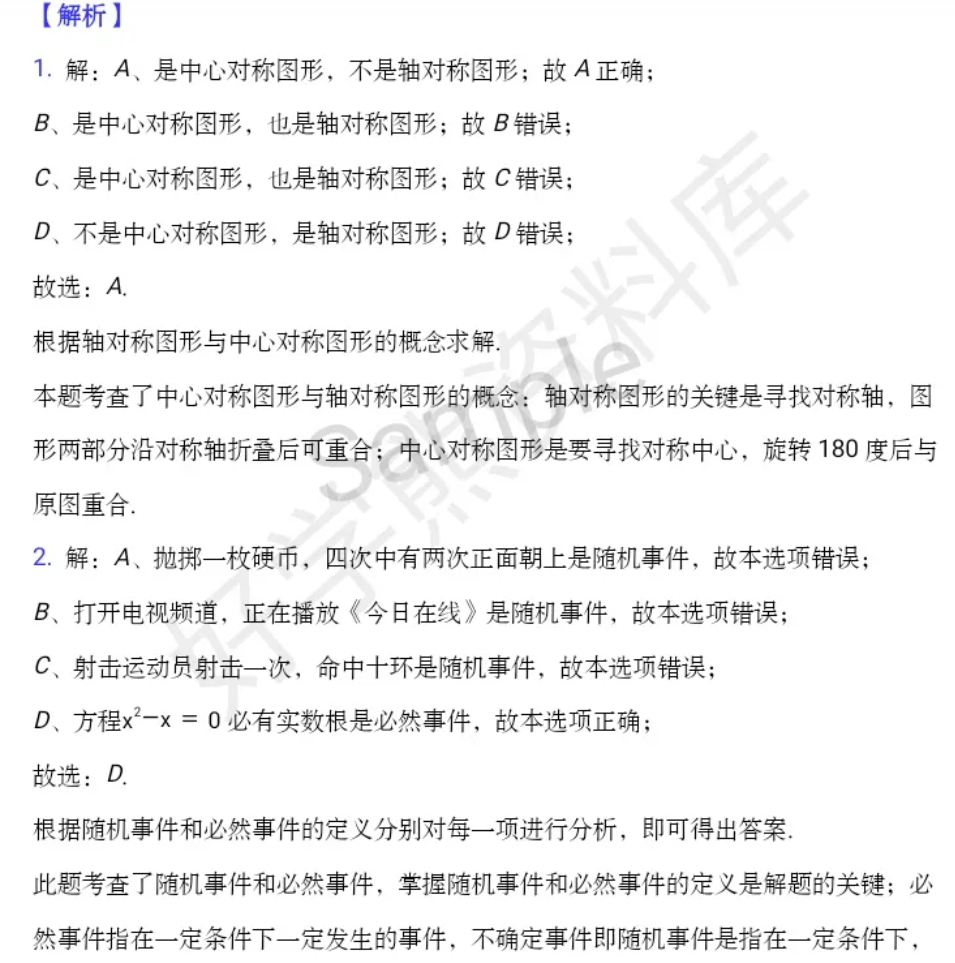 【解析】
1. 解：A、是中心对称图形，不是轴对称图形；故 A 正确；
B、是中心对称图形，也是轴对称图形；故 B 错误；
C、是中心对称图形，也是轴对称图形；故 C 错误；
D、不是中心对称图形，是轴对称图形；故 D 错误；
故选：A.
根据轴对称图形与中心对称图形的概念求解.
本题考查了中心对称图形与轴对称图形的概念：轴对称图形的关键是寻找对称轴，图
形两部分沿对称轴折叠后可重合；中心对称图形是要寻找对称中心，旋转 180 度后与
原图重合.
2. 解：A、抛掷一枚硬币，四次中有两次正面朝上是随机事件，故本选项错误；
B、打开电视频道，正在播放《今日在线》是随机事件，故本选项错误；
C、射击运动员射击一次，命中十环是随机事件，故本选项错误；
D、方程x²−x = 0 必有实数根是必然事件，故本选项正确；
故选：D.
根据随机事件和必然事件的定义分别对每一项进行分析，即可得出答案.
此题考查了随机事件和必然事件，掌握随机事件和必然事件的定义是解题的关键；必
然事件指在一定条件下一定发生的事件，不确定事件即随机事件是指在一定条件下，
好学熊资料库
Sample